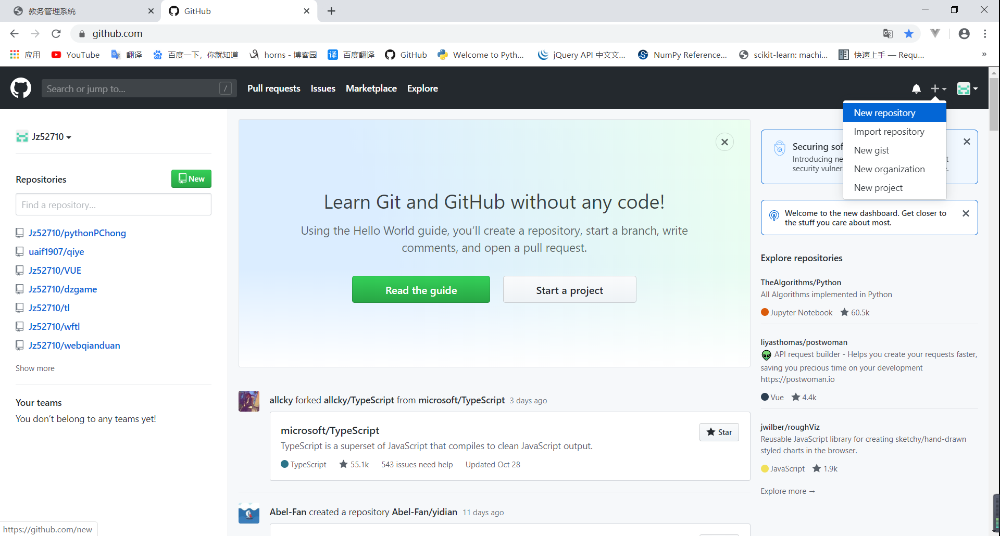 教务管理系统
GitHub
github.com
应用
YouTube
翻译
百度一下，你就知道
horns - 博客园
译 百度翻译
GitHub
Welcome to Pyth...
jQuery API 中文文...
NumPy Reference...
scikit-learn: machi...
快速上手 — Requ...
»
Search or jump to...
/
Pull requests
Issues
Marketplace
Explore
New repository
Import repository
New gist
New organization
New project
Jz52710
Repositories
New
Find a repository...
Jz52710/pythonPChong
uaif1907/qiye
Jz52710/VUE
Jz52710/dzgame
Jz52710/tl
Jz52710/wftl
Jz52710/webqianduan
Show more
Your teams
You don’t belong to any teams yet!
Learn Git and GitHub without any code!
Using the Hello World guide, you’ll create a repository, start a branch, write
comments, and open a pull request.
Read the guide
Start a project
allcky forked allcky/TypeScript from microsoft/TypeScript 3 days ago
microsoft/TypeScript
Star
TypeScript is a superset of JavaScript that compiles to clean JavaScript output.
TypeScript 55.1k 543 issues need help Updated Oct 28
Abel-Fan created a repository Abel-Fan/yidian 11 days ago
Securing sof
Introducing ne t
security vulner .
Welcome to the new dashboard. Get closer to
the stuff you care about most.
Explore repositories
TheAlgorithms/Python
All Algorithms implemented in Python
Jupyter Notebook 60.5k
liyasthomas/postwoman
API request builder - Helps you create your requests faster,
saving you precious time on your development
https://postwoman.io
Vue 4.4k
jwilber/roughViz
Reusable JavaScript library for creating sketchy/hand-drawn
styled charts in the browser.
JavaScript 1.9k
Explore more →
https://github.com/new